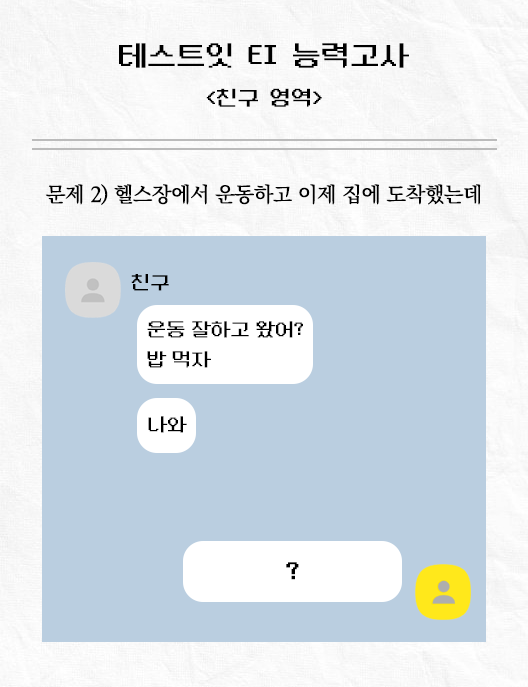 테스트잇 EI 능력고사
<친구 영역>
문제 2) 헬스장에서 운동하고 이제 집에 도착했는데
친구
운동 잘하고 왔어?
밥 먹자
나와
?